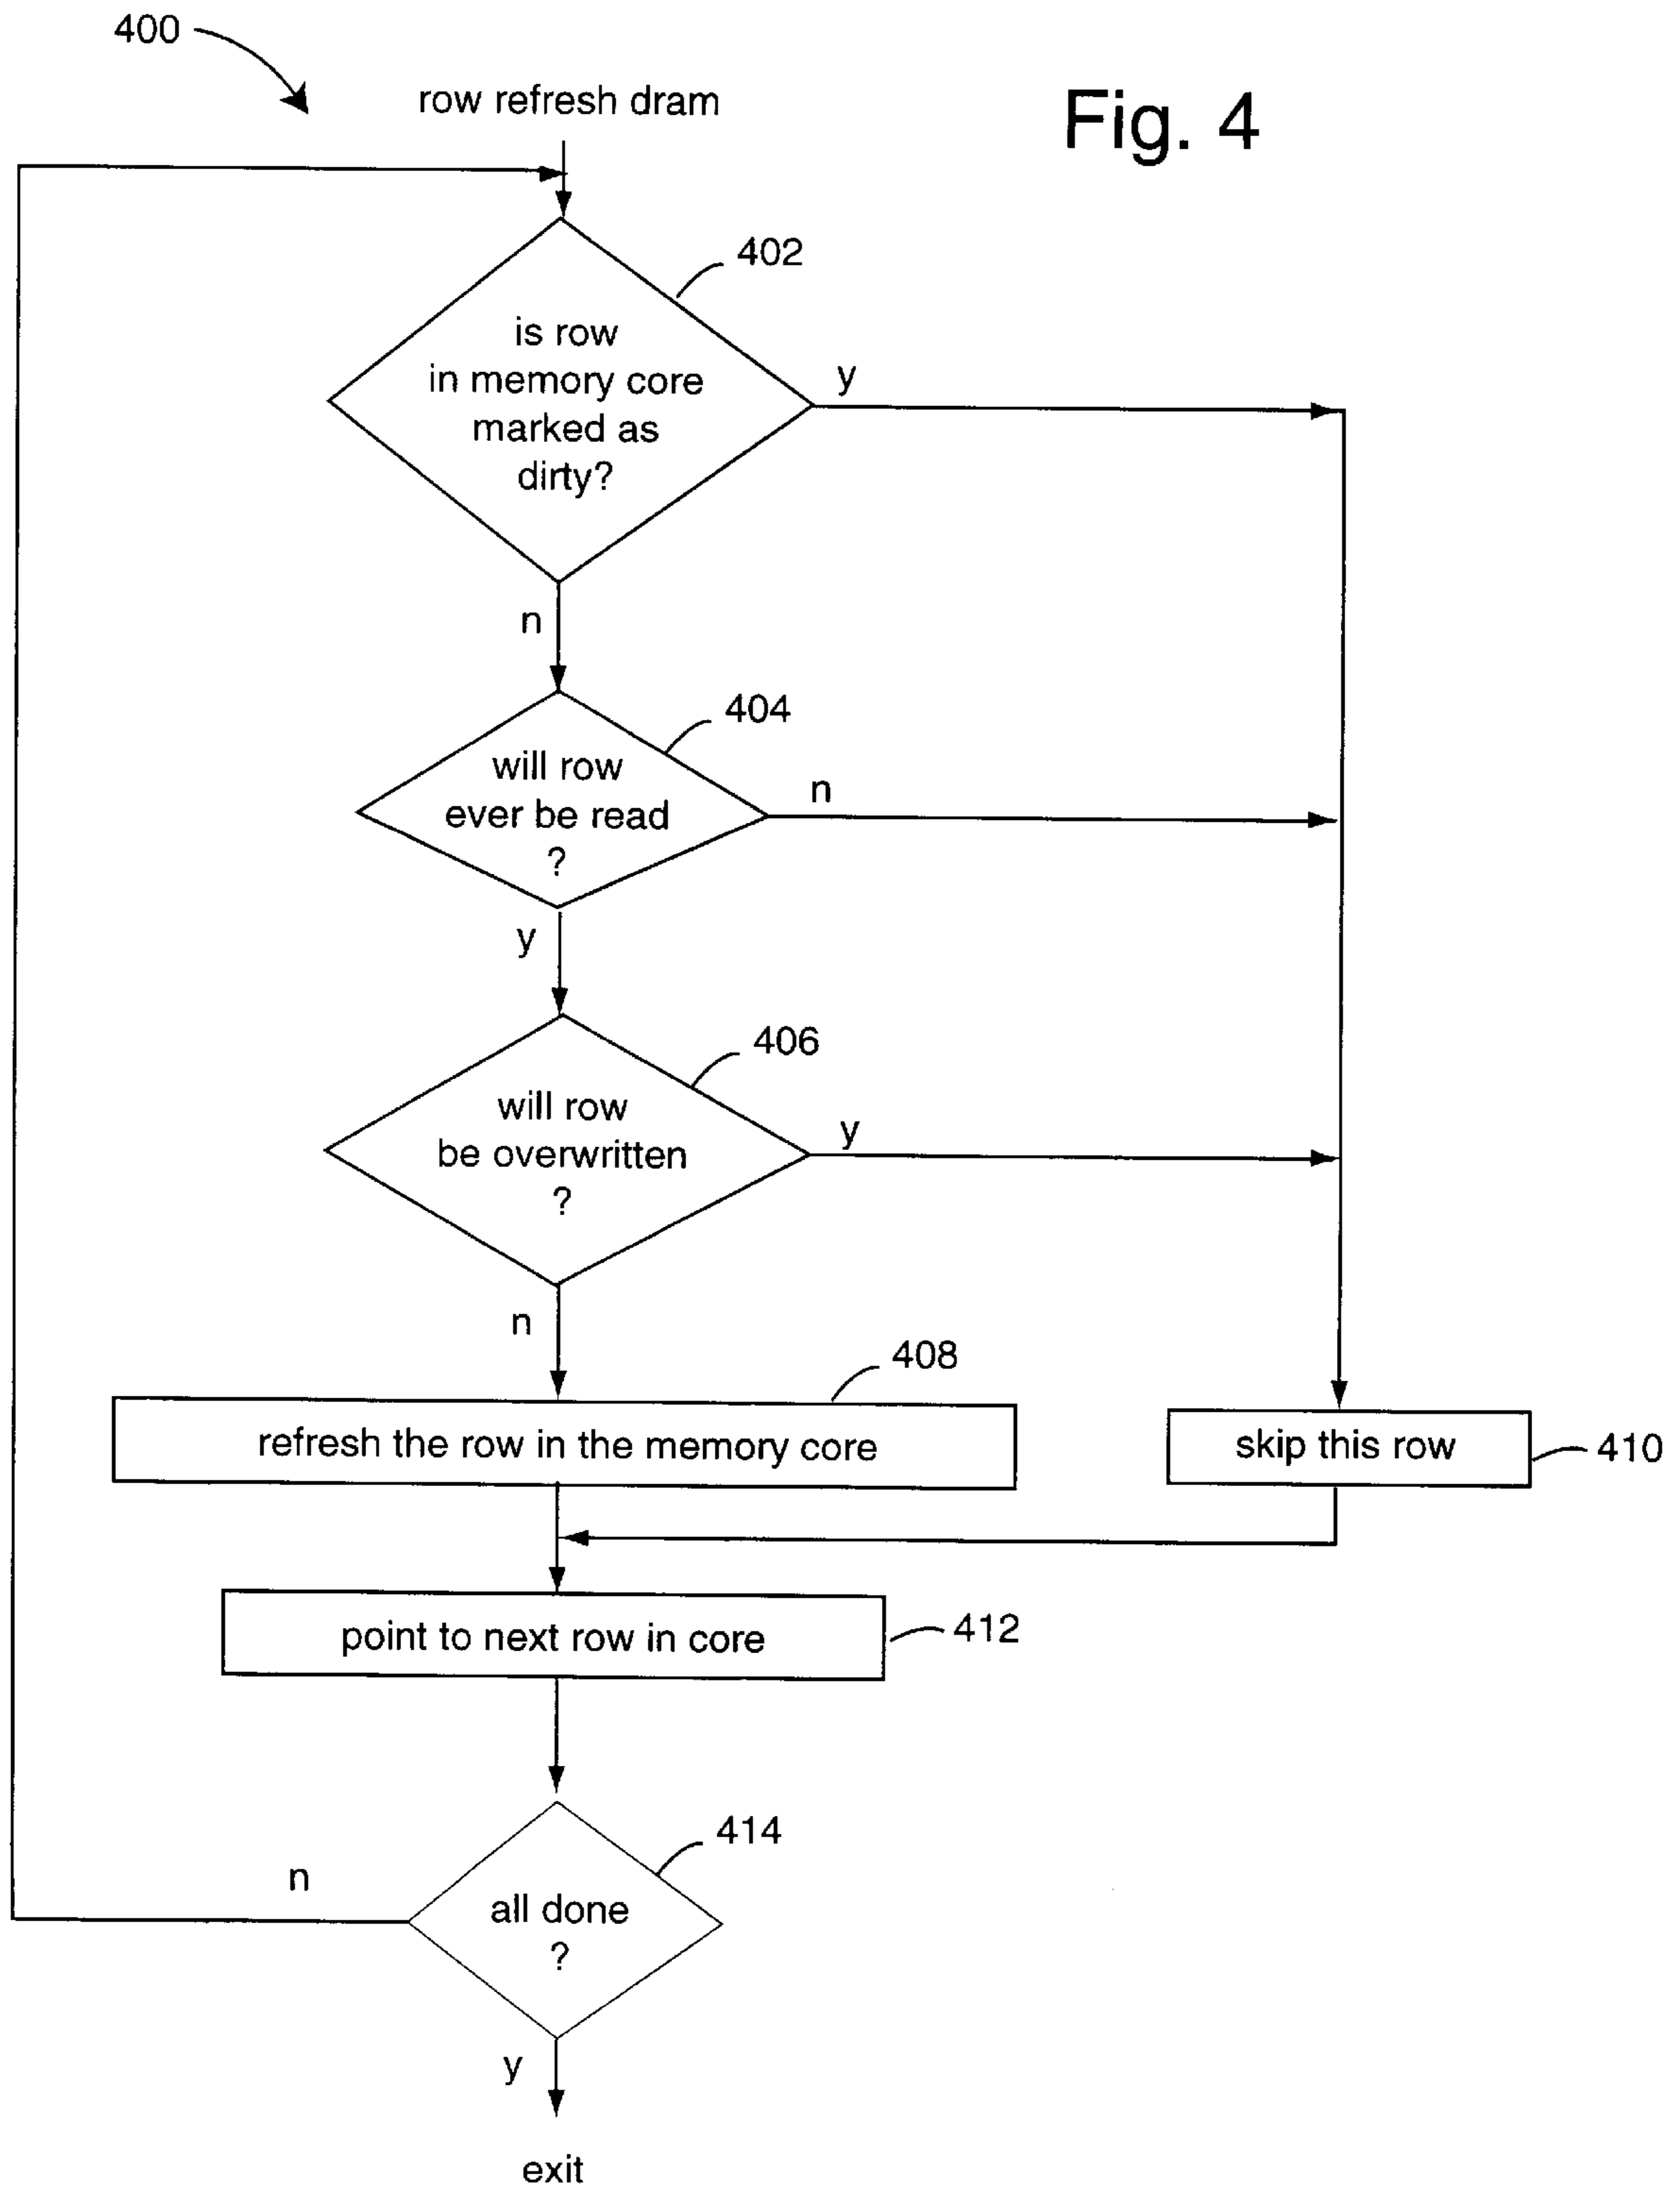 400
row refresh dram
Fig. 4
402
is row
in memory core
marked as
dirty?
y
n
404
will row
ever be read
?
n
y
406
will row
be overwritten
?
y
n
408
refresh the row in the memory core
skip this row
410
point to next row in core
412
414
all done
?
n
y
exit